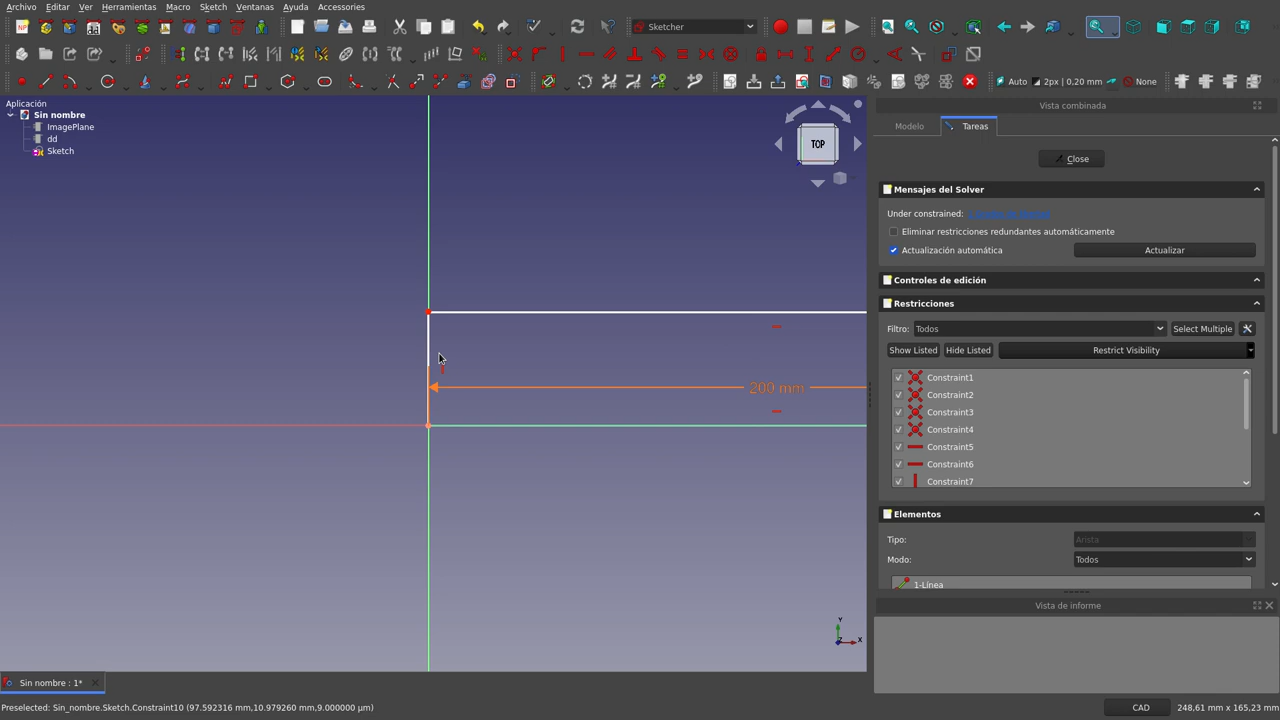 Archivo Editar Ver Herramientas Macro Sketch Ventanas Ayuda Accessories
Sketcher
Auto 2px | 0.20 mm None
Aplicación
Sin nombre
ImagePlane
dd
Sketch
TOP
200 mm
Y
X
Sin nombre : 1*
Vista combinada
Modelo Tareas
Close
Mensajes del Solver
Under constrained:
Eliminar restricciones redundantes automáticamente
Actualización automática Actualizar
Controles de edición
Restricciones
Filtro: Todos Select Multiple
Show Listed Hide Listed Restrict Visibility
Constraint1
Constraint2
Constraint3
Constraint4
Constraint5
Constraint6
Constraint7
Elementos
Tipo: Arista
Modo: Todos
1-Línea
Vista de informe
Preselected: Sin_nombre.Sketch.Constraint10 (97.592316 mm,10.979260 mm,9.000000 µm)
CAD 248,61 mm x 165,23 mm